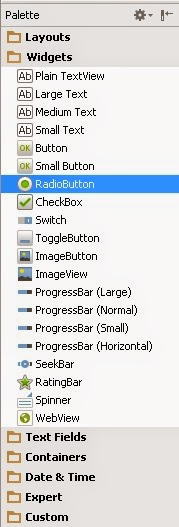 Palette
Layouts
Widgets
Ab Plain TextView
Ab Large Text
Ab Medium Text
Ab Small Text
OK Button
OK Small Button
RadioButton
CheckBox
Switch
ToggleButton
ImageButton
ImageView
ProgressBar (Large)
ProgressBar (Normal)
ProgressBar (Small)
ProgressBar (Horizontal)
SeekBar
RatingBar
Spinner
WebView
Text Fields
Containers
Date & Time
Expert
Custom